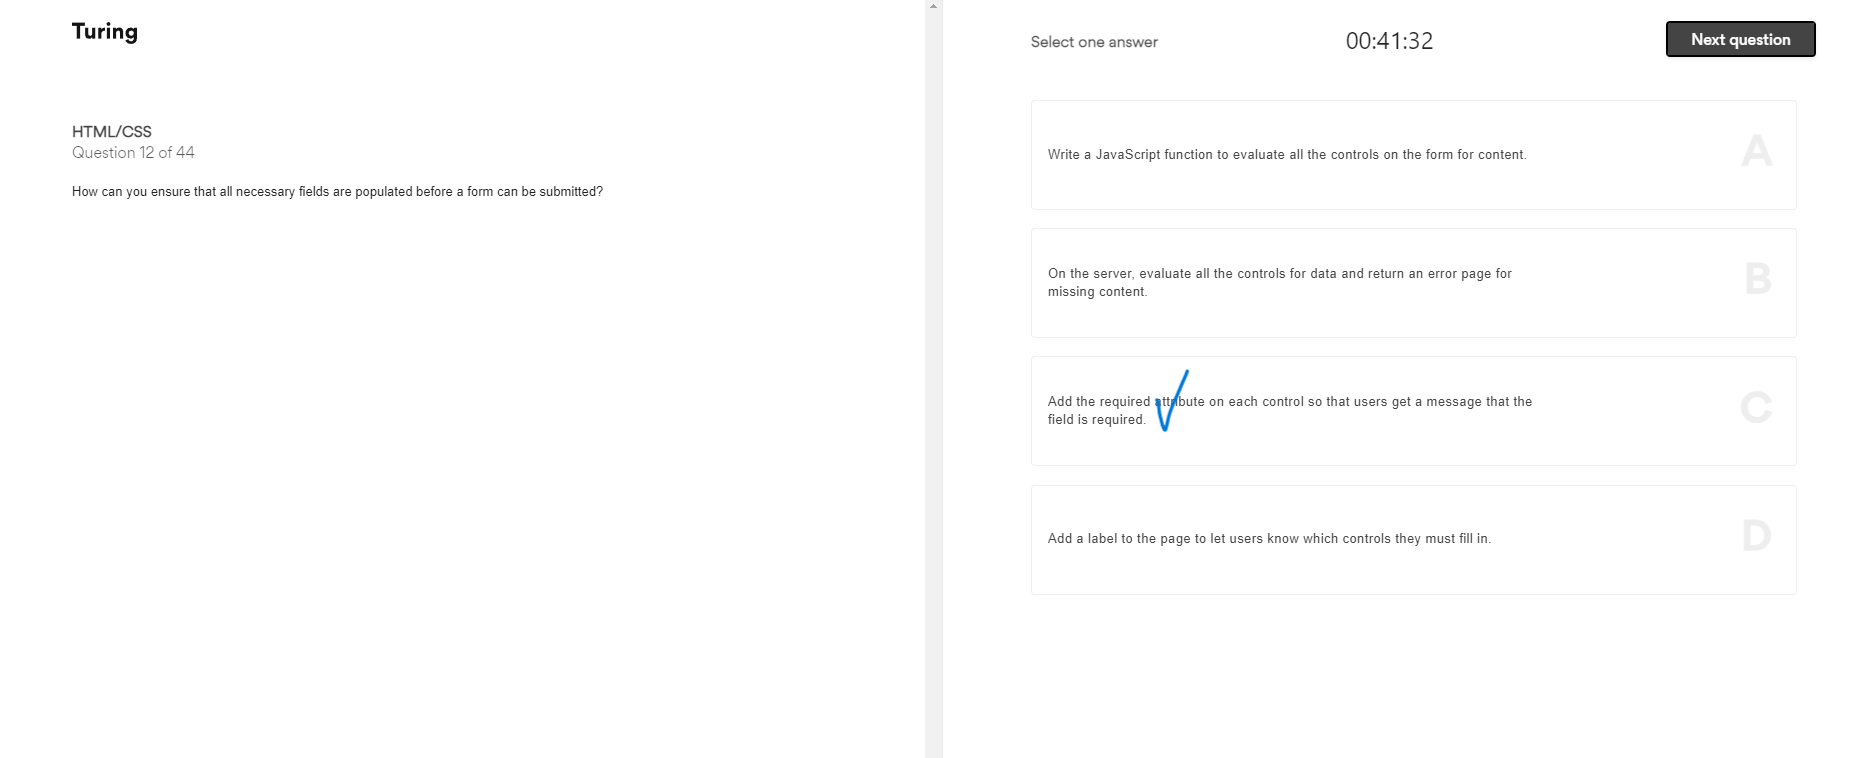 Turing
HTML/CSS
Question 12 of 44
How can you ensure that all necessary fields are populated before a form can be submitted?
Select one answer
00:41:32
Next question
Write a JavaScript function to evaluate all the controls on the form for content.
A
On the server, evaluate all the controls for data and return an error page for
missing content.
B
Add the required attribute on each control so that users get a message that the
field is required.
C
Add a label to the page to let users know which controls they must fill in.
D